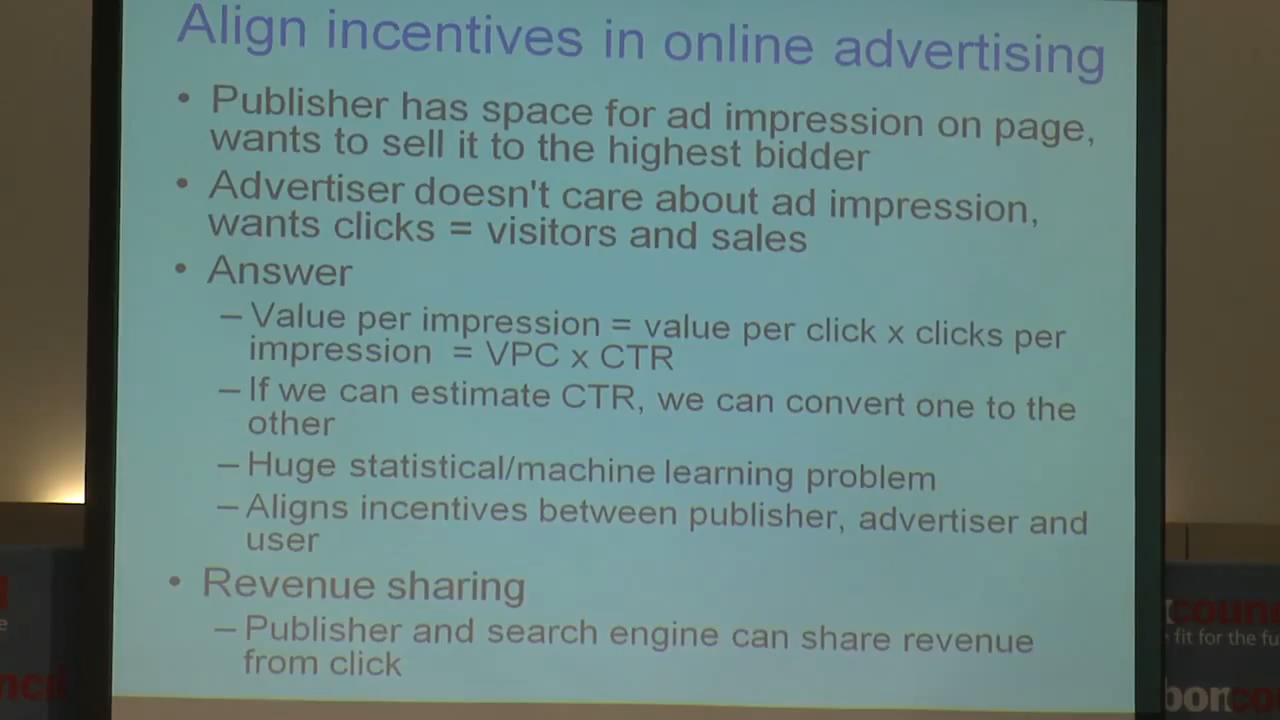 Align incentives in online advertising
• Publisher has space for ad impression on page,
wants to sell it to the highest bidder
• Advertiser doesn't care about ad impression,
wants clicks = visitors and sales
• Answer
– Value per impression = value per click x clicks per
impression = VPC x CTR
– If we can estimate CTR, we can convert one to the
other
– Huge statistical/machine learning problem
– Aligns incentives between publisher, advertiser and
user
• Revenue sharing
– Publisher and search engine can share revenue
from click
fit for the fu